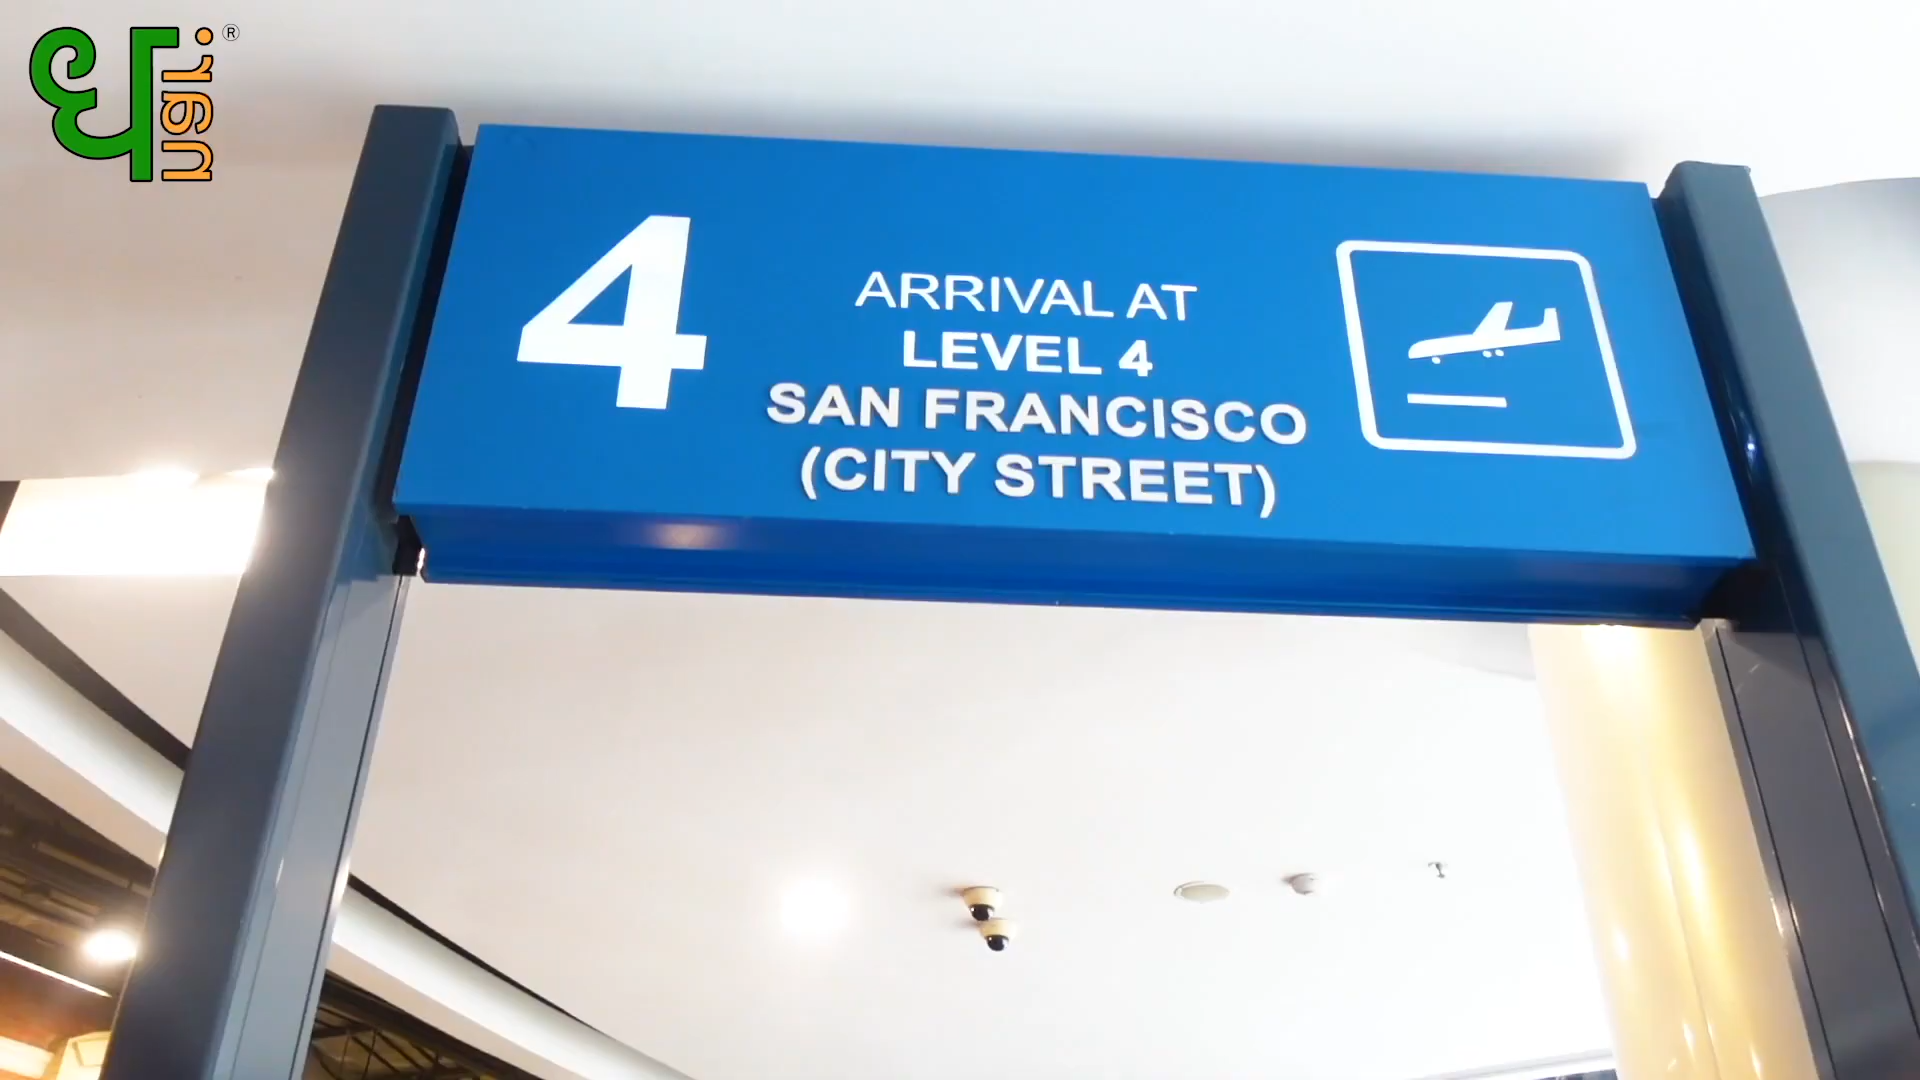 4
ARRIVAL AT
LEVEL 4
SAN FRANCISCO
(CITY STREET)
®